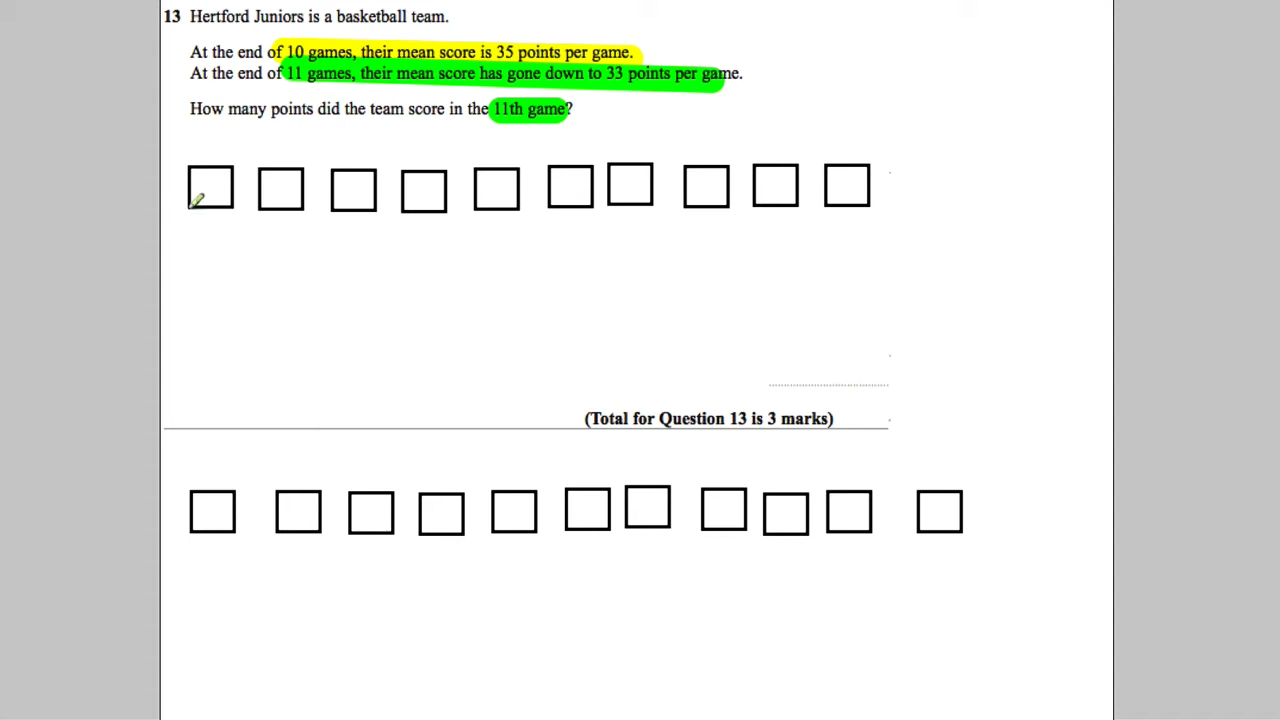 13 Hertford Juniors is a basketball team.
At the end of 10 games, their mean score is 35 points per game.
At the end of 11 games, their mean score has gone down to 33 points per game.
How many points did the team score in the 11th game?
(Total for Question 13 is 3 marks)